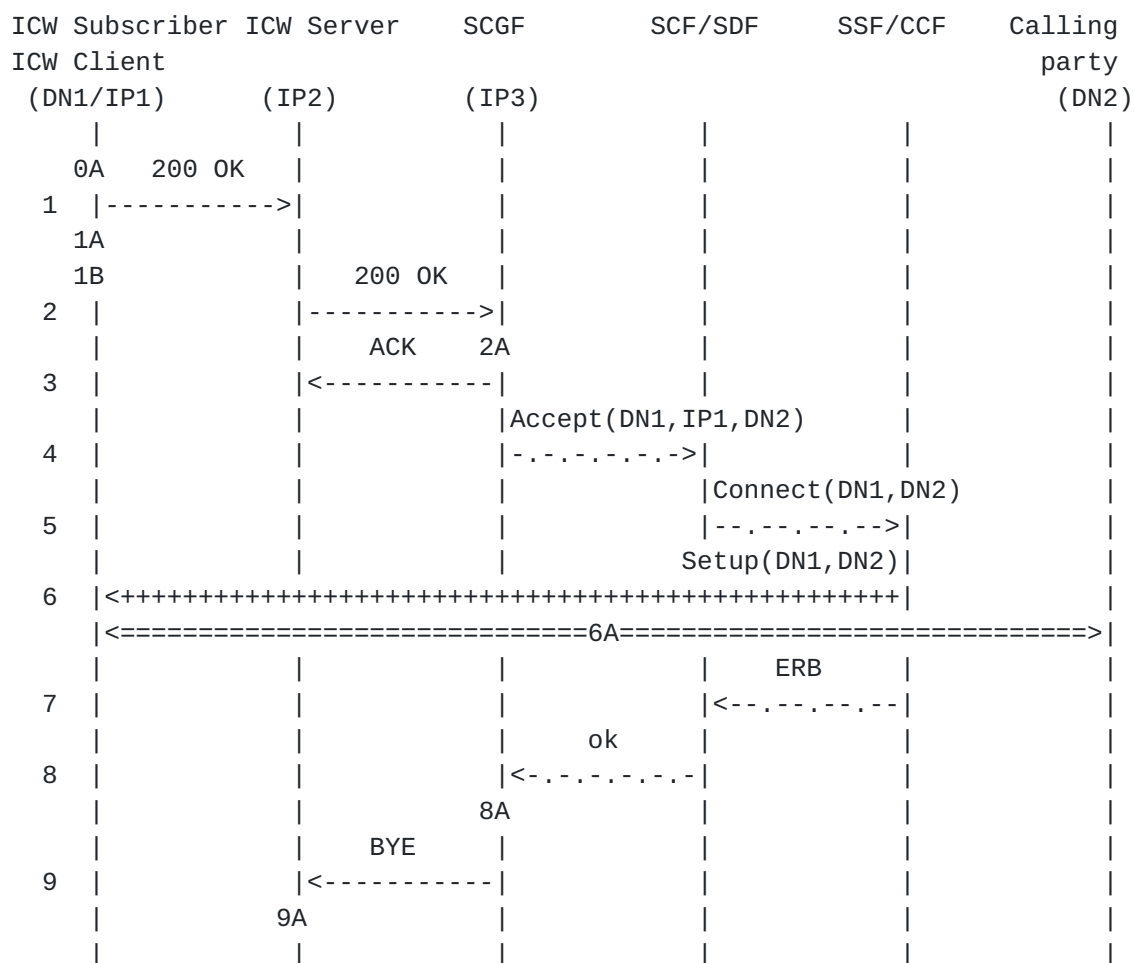 ICW Subscriber ICW Server    SCGF        SCF/SDF     SSF/CCF    Calling
ICW Client                                                        party
 (DN1/IP1)      (IP2)        (IP3)                                 (DN2)
     |            |            |            |            |            |
    0A   200 OK   |            |            |            |            |
  1  |----------->|            |            |            |            |
    1A            |            |            |            |            |
    1B            |   200 OK   |            |            |            |
  2  |            |----------->|            |            |            |
     |            |    ACK    2A            |            |            |
  3  |            |<-----------|            |            |            |
     |            |            |Accept(DN1,IP1,DN2)      |            |
  4  |            |            |-.-.-.-.-.->|            |            |
     |            |            |            |Connect(DN1,DN2)         |
  5  |            |            |            |--.--.--.-->|            |
     |            |            |          Setup(DN1,DN2)|            |
  6  |<++++++++++++++++++++++++++++++++++++++++++++++++++|            |
     |<==============================6A==============================>|
     |            |            |            |    ERB     |            |
  7  |            |            |            |<--.--.--.--|            |
     |            |            |     ok     |            |            |
  8  |            |            |<-.-.-.-.-.-|            |            |
     |            |           8A            |            |            |
     |            |    BYE     |            |            |            |
  9  |            |<-----------|            |            |            |
     |           9A            |            |            |            |
     |            |            |            |            |            |